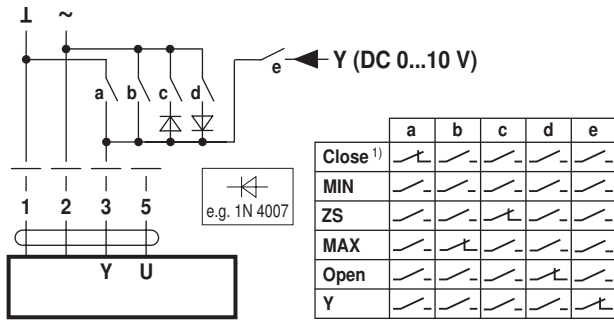 ⊥ ~
Y (DC 0...10 V)
e
a b c d
e.g. 1N 4007
1 2 3 5
Y U
a b c d e
Close 1)
MIN
ZS
MAX
Open
Y